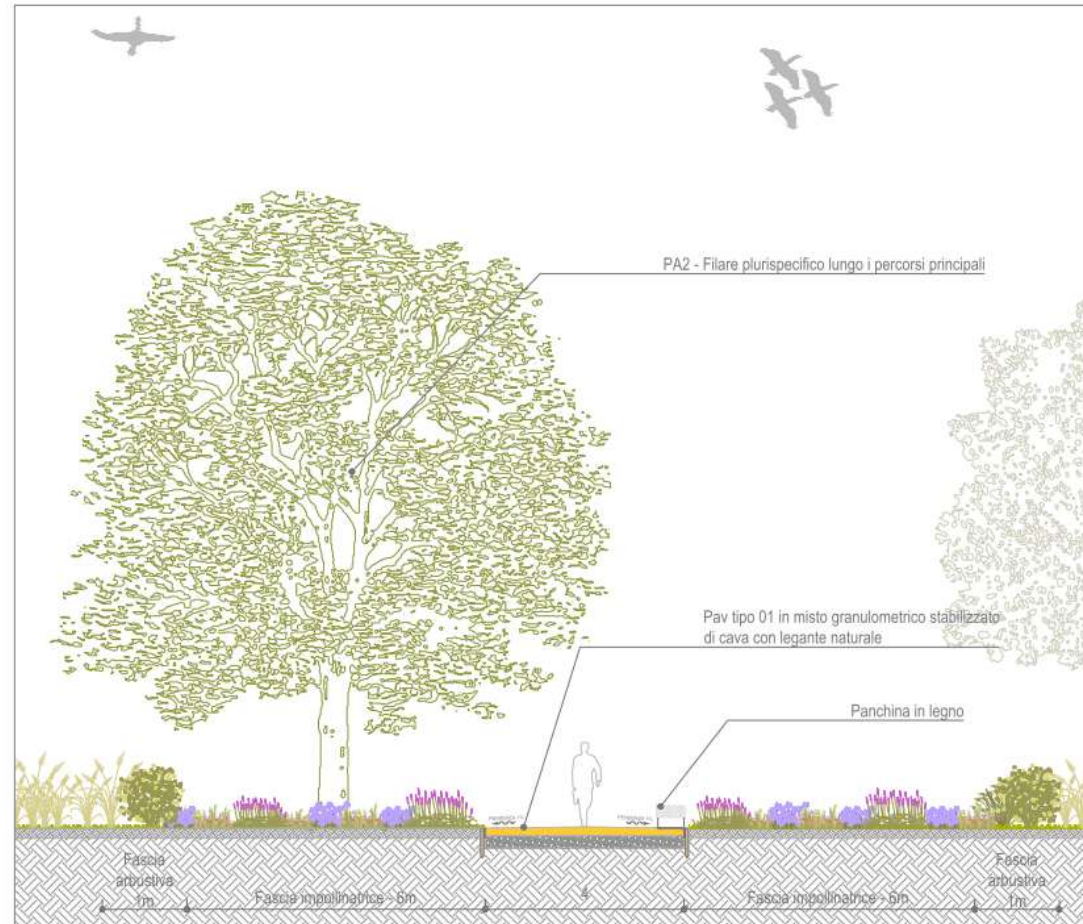 PA2 - Filare plurispecifico lungo i percorsi principali
Pav tipo 01 in misto granulometrico stabilizzato
di cava con legante naturale
Panchina in legno
Fascia
arbustiva
1m
Fascia impollinatrice - 6m
4
Fascia impollinatrice - 6m
Fascia
arbustiva
1m